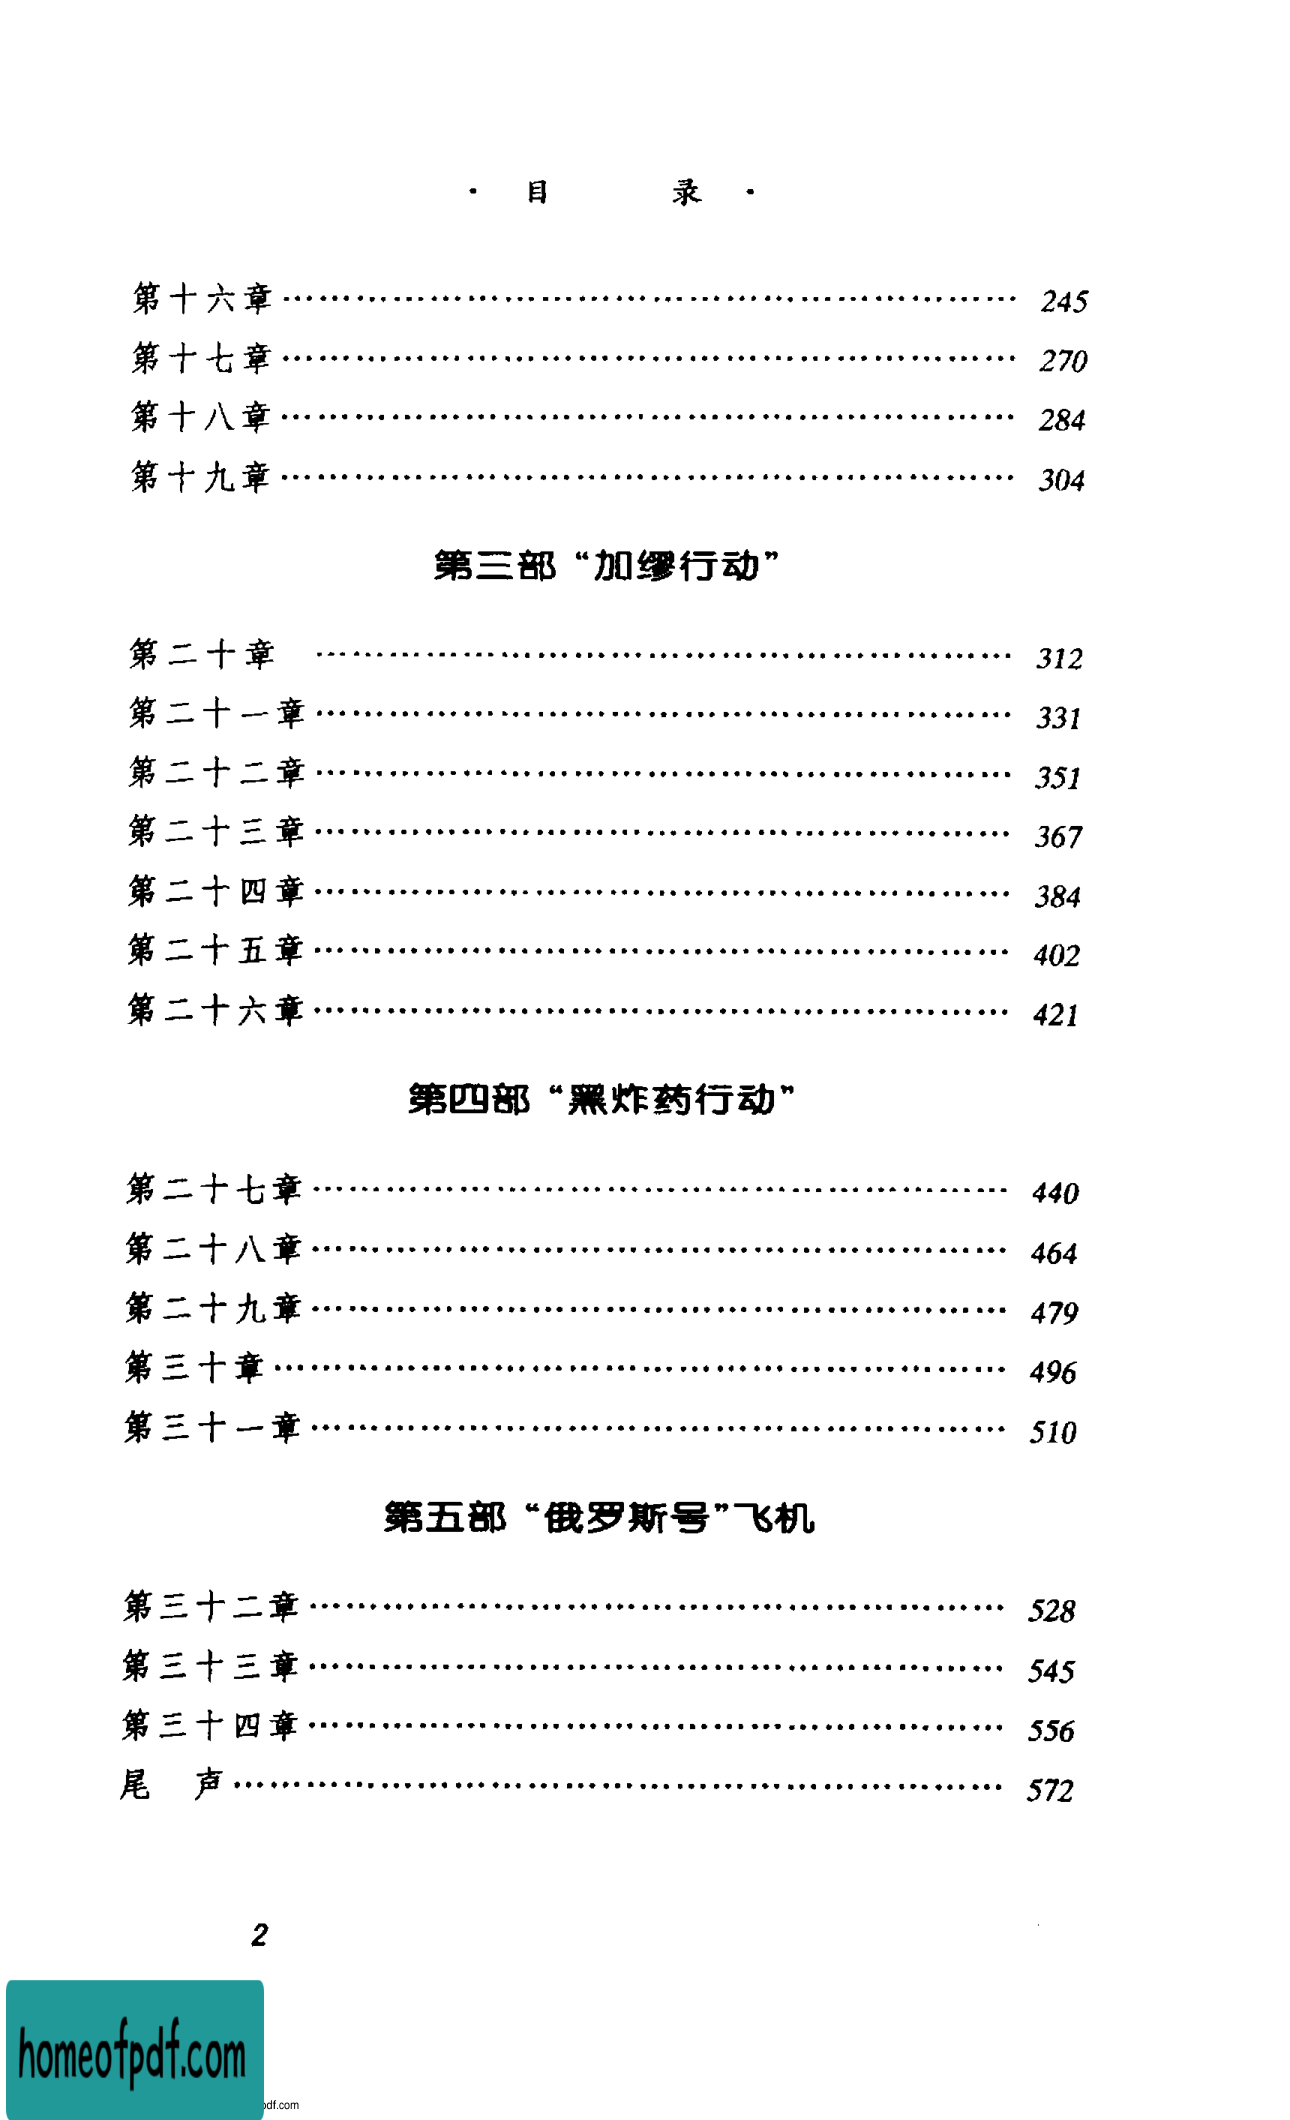 · 目 录 ·
第十六章………………………………………………………… 245
第十七章………………………………………………………… 270
第十八章………………………………………………………… 284
第十九章………………………………………………………… 304
第三部 “加缪行动”
第二十章 ……………………………………………………… 312
第二十一章……………………………………………………… 331
第二十二章……………………………………………………… 351
第二十三章……………………………………………………… 367
第二十四章……………………………………………………… 384
第二十五章……………………………………………………… 402
第二十六章……………………………………………………… 421
第四部 “黑炸药行动”
第二十七章……………………………………………………… 440
第二十八章……………………………………………………… 464
第二十九章……………………………………………………… 479
第三十章………………………………………………………… 496
第三十一章……………………………………………………… 510
第五部 “俄罗斯号”飞机
第三十二章……………………………………………………… 528
第三十三章……………………………………………………… 545
第三十四章……………………………………………………… 556
尾 声…………………………………………………………… 572
2
homeofpdf.com
pdf.com